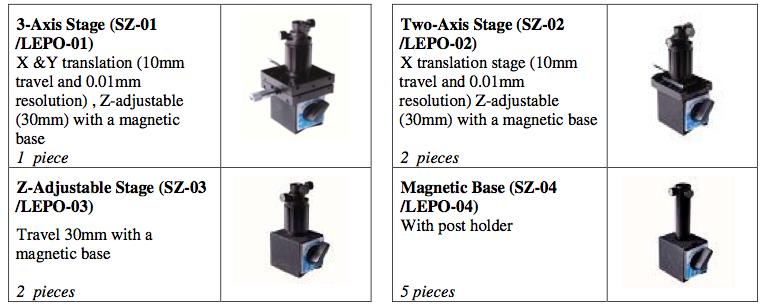 3-Axis Stage (SZ-01
/LEPO-01)
X &Y translation (10mm
travel and 0.01mm
resolution) , Z-adjustable
(30mm) with a magnetic
base
1 piece
Two-Axis Stage (SZ-02
/LEPO-02)
X translation stage (10mm
travel and 0.01mm
resolution) Z-adjustable
(30mm) with a magnetic base
2 pieces
Z-Adjustable Stage (SZ-03
/LEPO-03)
Travel 30mm with a
magnetic base
2 pieces
Magnetic Base (SZ-04
/LEPO-04)
With post holder
5 pieces